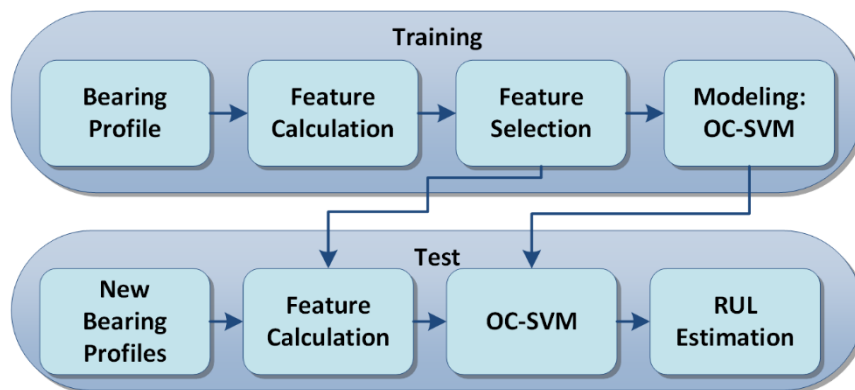 Training
Bearing
Profile
Feature
Calculation
Feature
Selection
Modeling:
OC-SVM
Test
New
Bearing
Profiles
Feature
Calculation
OC-SVM
RUL
Estimation